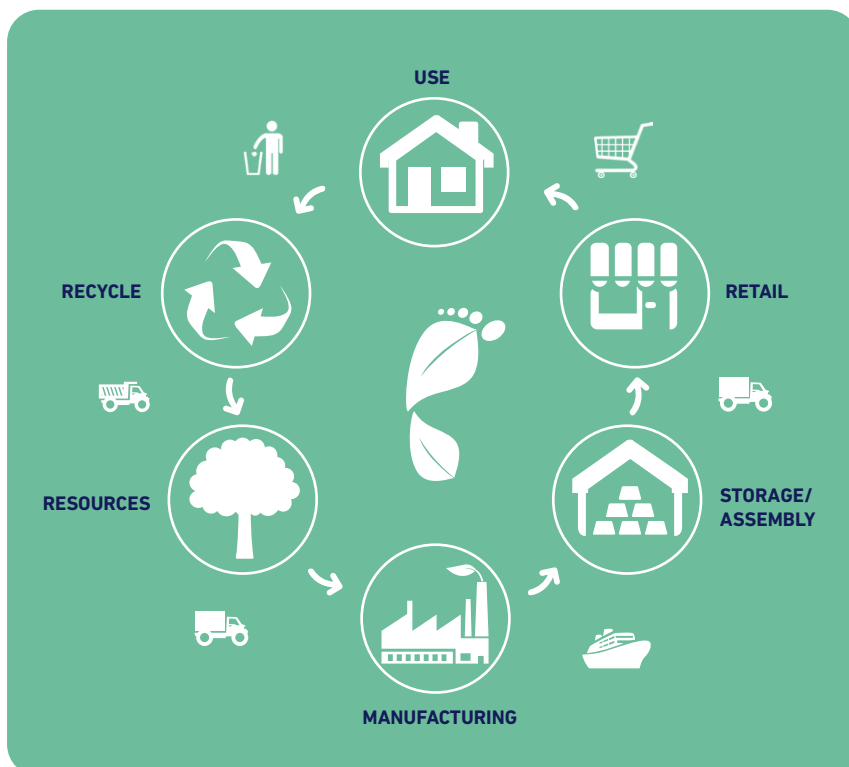 USE
RECYCLE
RETAIL
RESOURCES
STORAGE/
ASSEMBLY
MANUFACTURING